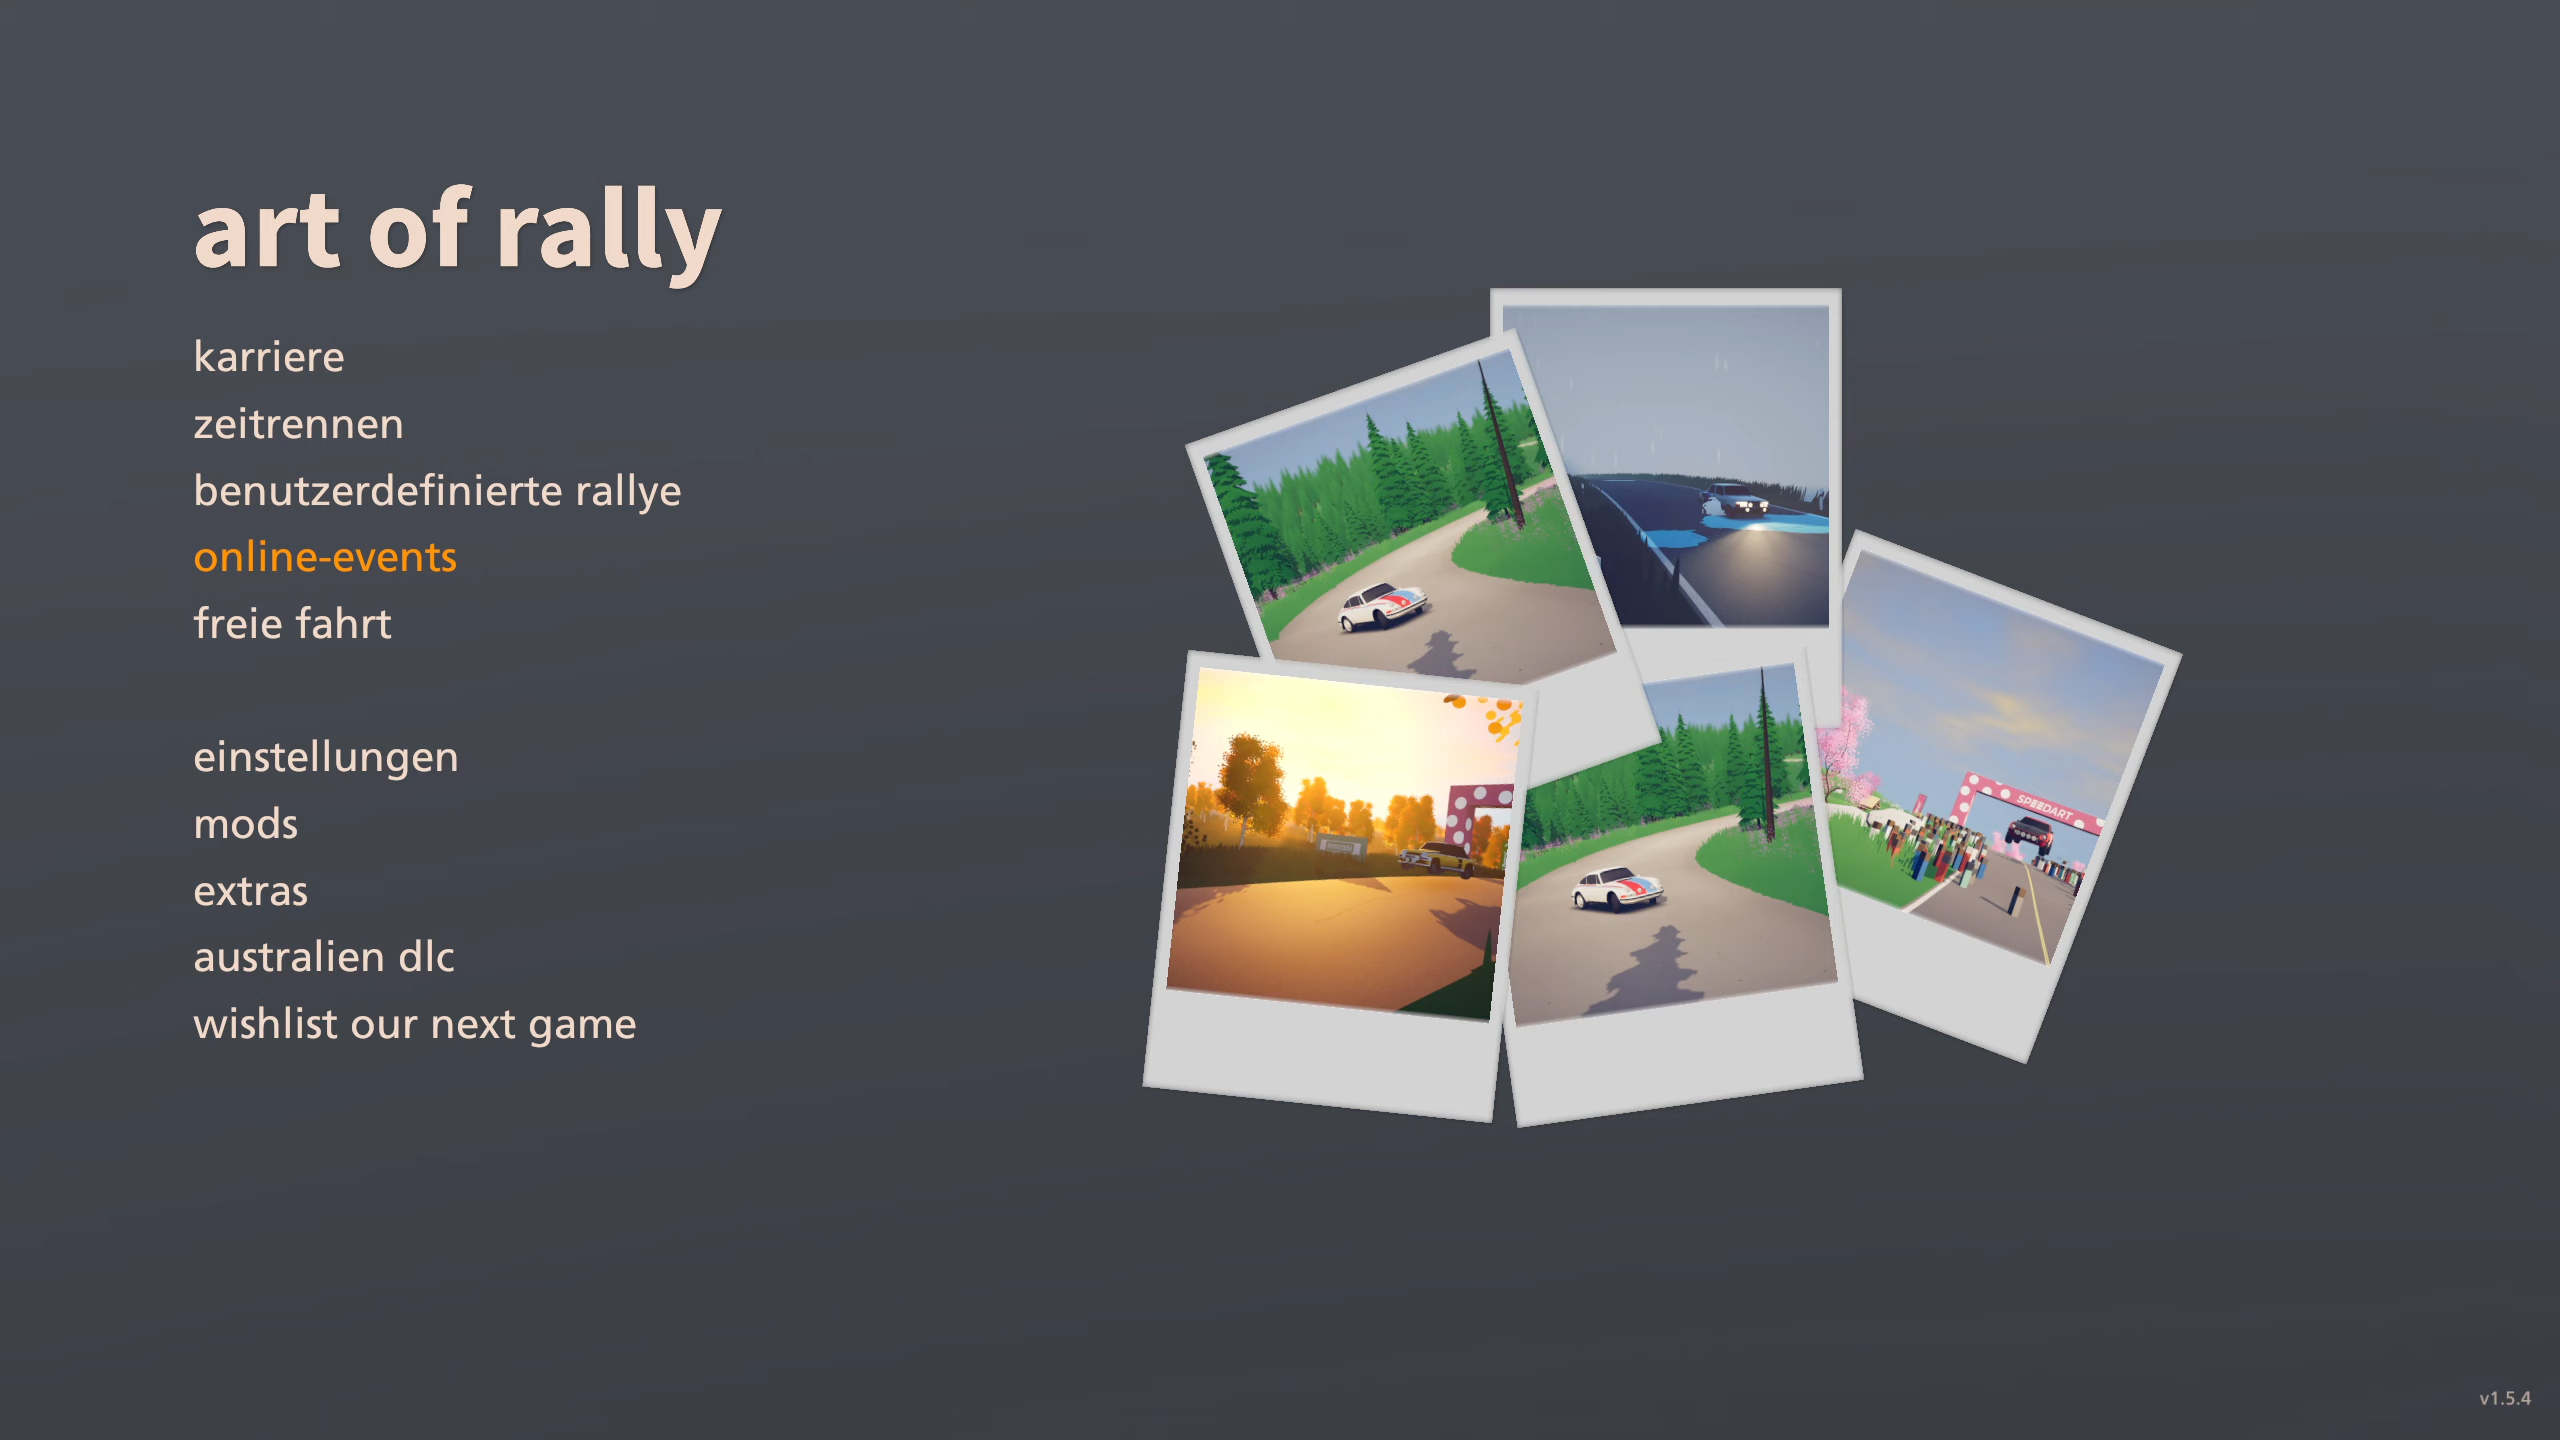 art of rally
karriere
zeitrennen
benutzerdefinierte rallye
online-events
freie fahrt
einstellungen
mods
extras
australien dlc
wishlist our next game
SPEEDART
v1.5.4